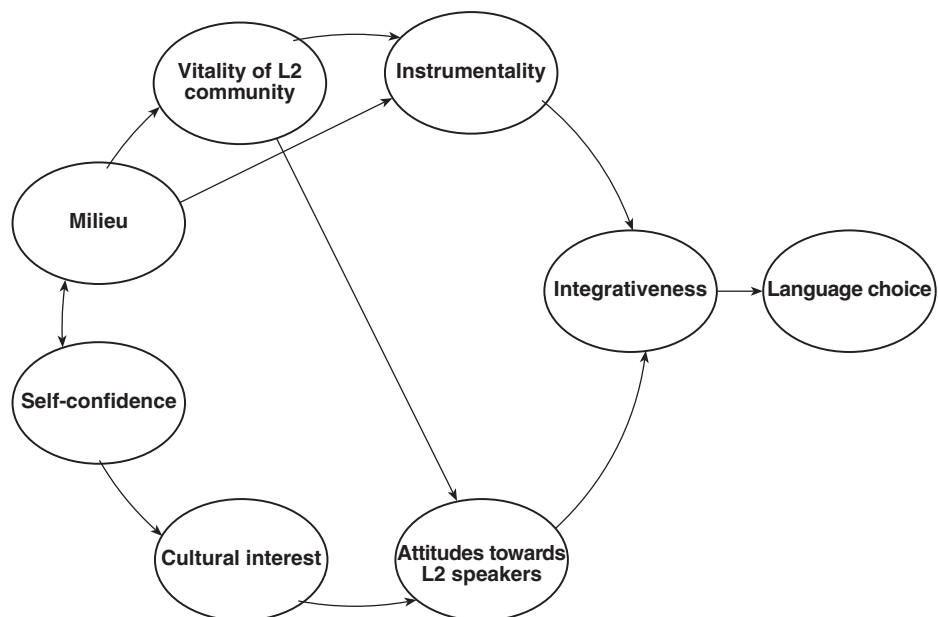 Vitality of L2
community
Instrumentality
Milieu
Integrativeness
Language choice
Self-confidence
Cultural interest
Attitudes towards
L2 speakers